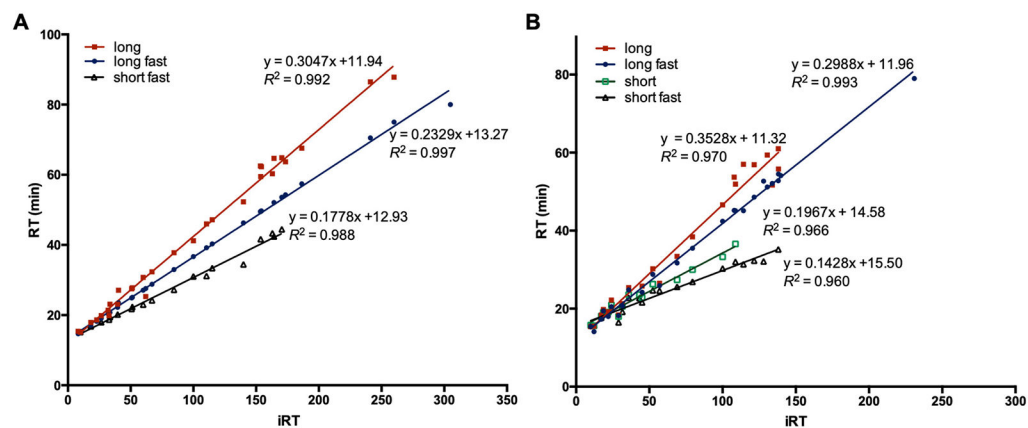 A
long
long fast
short fast
y = 0.3047x +11.94
R² = 0.992
y = 0.2329x +13.27
R² = 0.997
y = 0.1778x +12.93
R² = 0.988
RT (min)
100
80
60
40
20
0
0 50 100 150 200 250 300 350
iRT
B
long
long fast
short
short fast
y = 0.2988x + 11.96
R² = 0.993
y = 0.3528x + 11.32
R² = 0.970
y = 0.1967x + 14.58
R² = 0.966
y = 0.1428x + 15.50
R² = 0.960
RT (min)
80
60
40
20
0
0 50 100 150 200 250 300
iRT